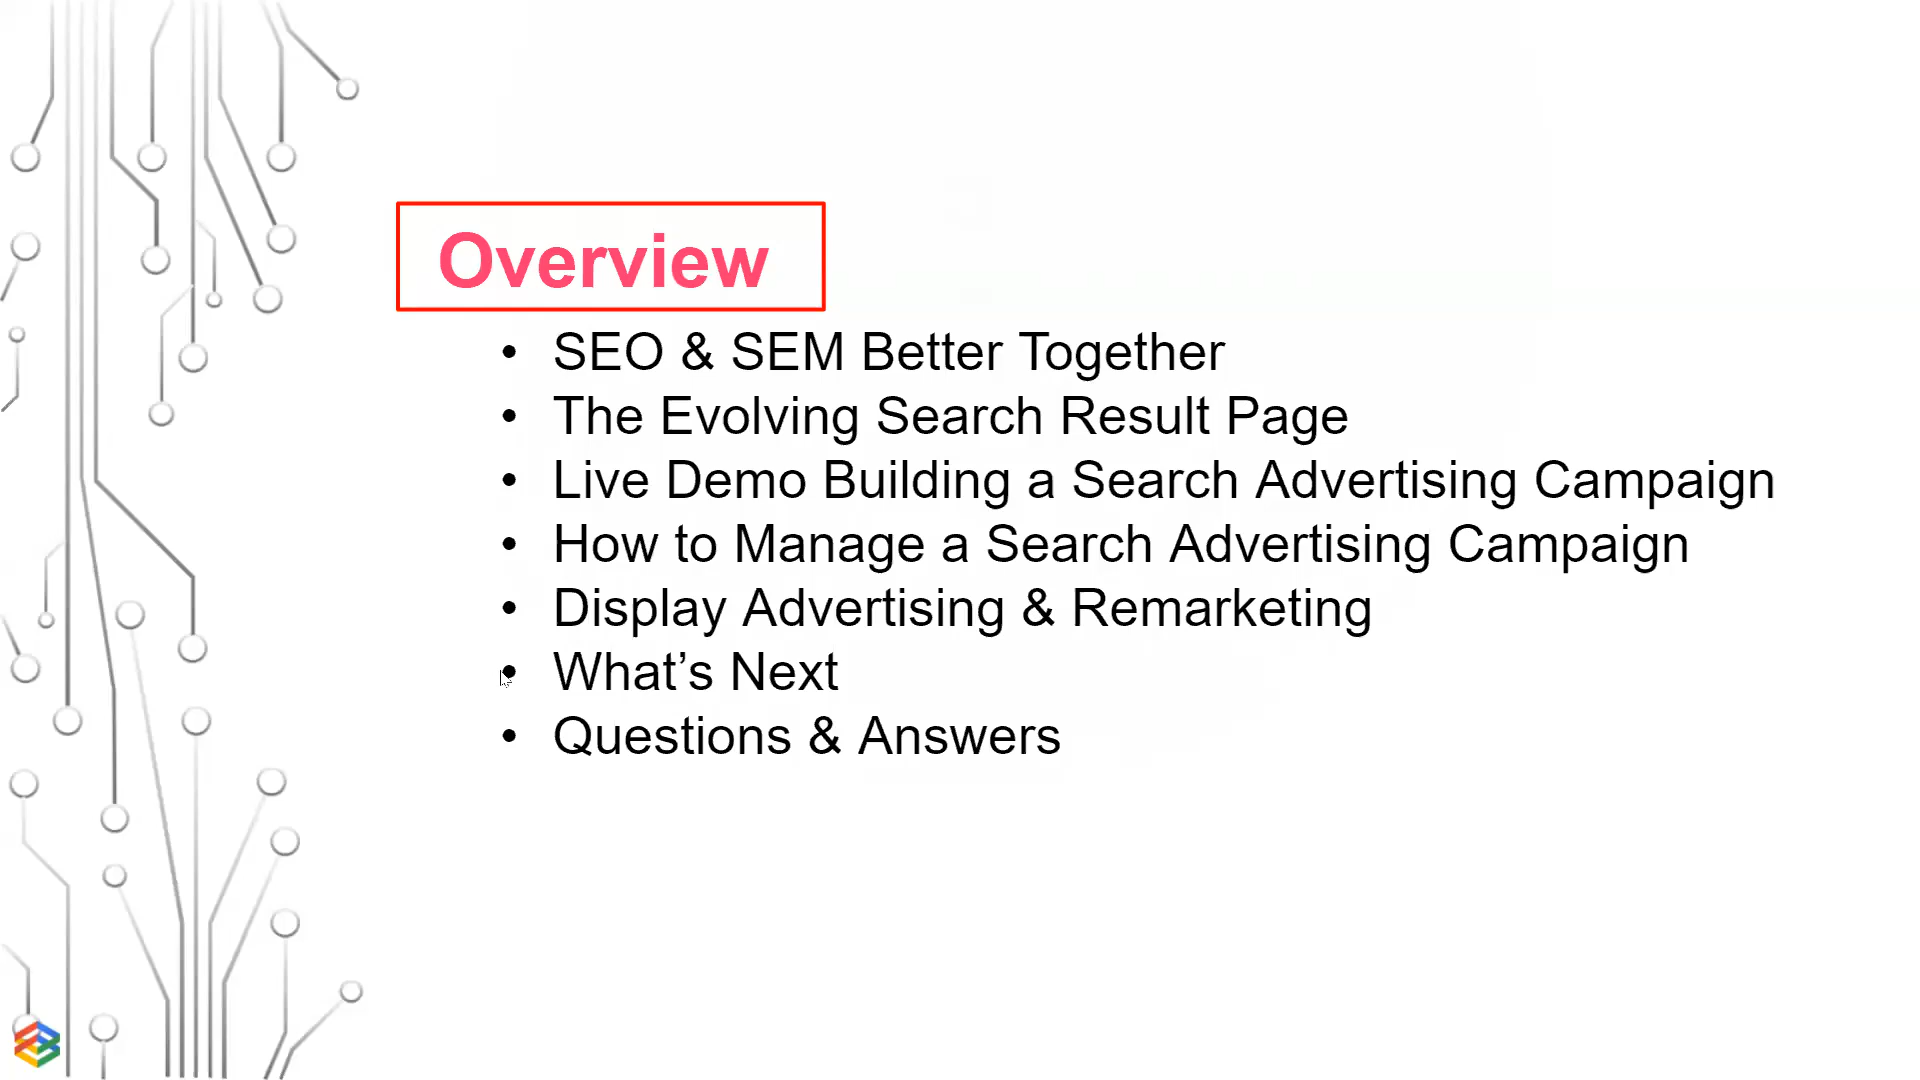 Overview
• SEO & SEM Better Together
• The Evolving Search Result Page
• Live Demo Building a Search Advertising Campaign
• How to Manage a Search Advertising Campaign
• Display Advertising & Remarketing
• What’s Next
• Questions & Answers